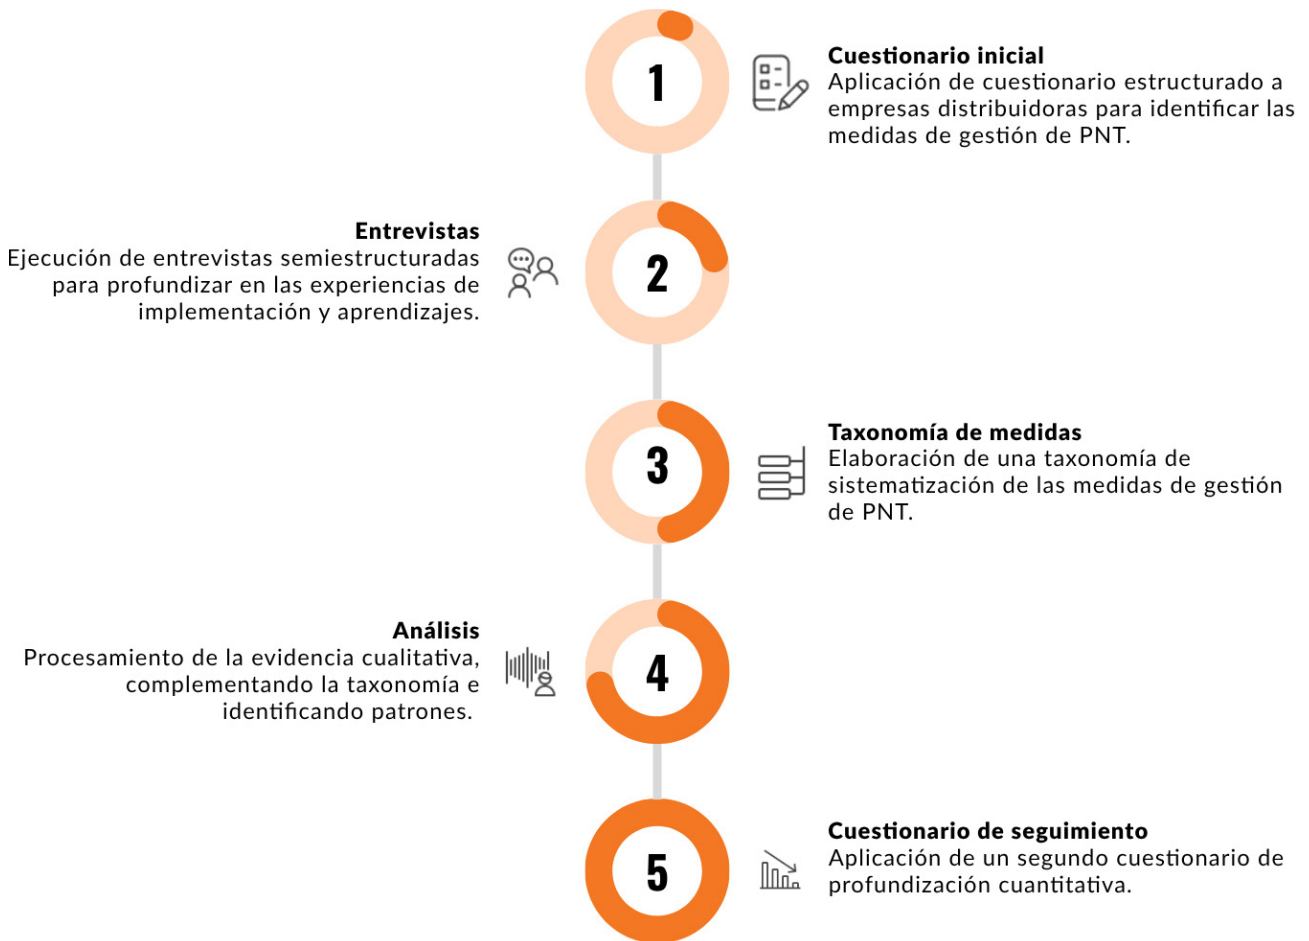 1
Cuestionario inicial
Aplicación de cuestionario estructurado a
empresas distribuidoras para identificar las
medidas de gestión de PNT.
Entrevistas
Ejecución de entrevistas semiestructuradas
para profundizar en las experiencias de
implementación y aprendizajes.
2
3
Taxonomía de medidas
Elaboración de una taxonomía de
sistematización de las medidas de gestión
de PNT.
Análisis
Procesamiento de la evidencia cualitativa,
complementando la taxonomía e
identificando patrones.
4
5
Cuestionario de seguimiento
Aplicación de un segundo cuestionario de
profundización cuantitativa.